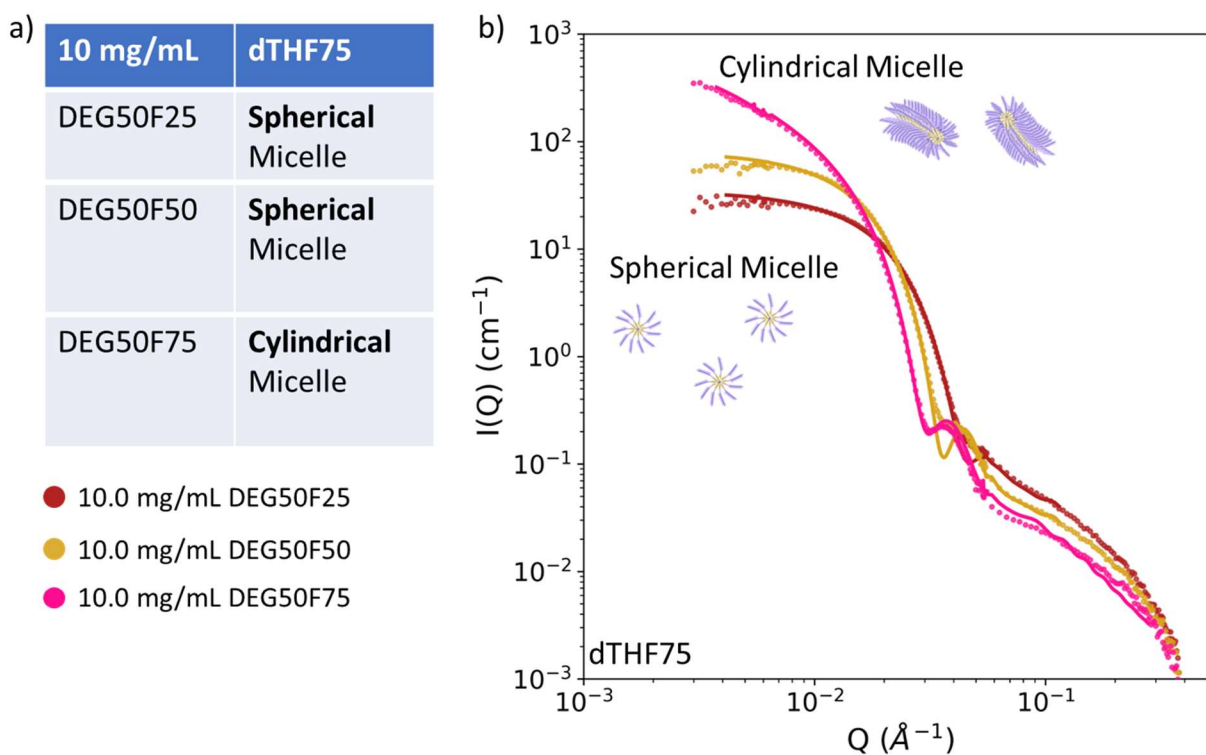 a)
10 mg/mL dTHF75
DEG50F25 Spherical
Micelle
DEG50F50 Spherical
Micelle
DEG50F75 Cylindrical
Micelle
10.0 mg/mL DEG50F25
10.0 mg/mL DEG50F50
10.0 mg/mL DEG50F75
b)
10³
10²
10¹
10⁰
10⁻¹
10⁻²
10⁻³
I(Q) (cm⁻¹)
Cylindrical Micelle
Spherical Micelle
dTHF75
10⁻³ 10⁻² 10⁻¹
Q (Å⁻¹)